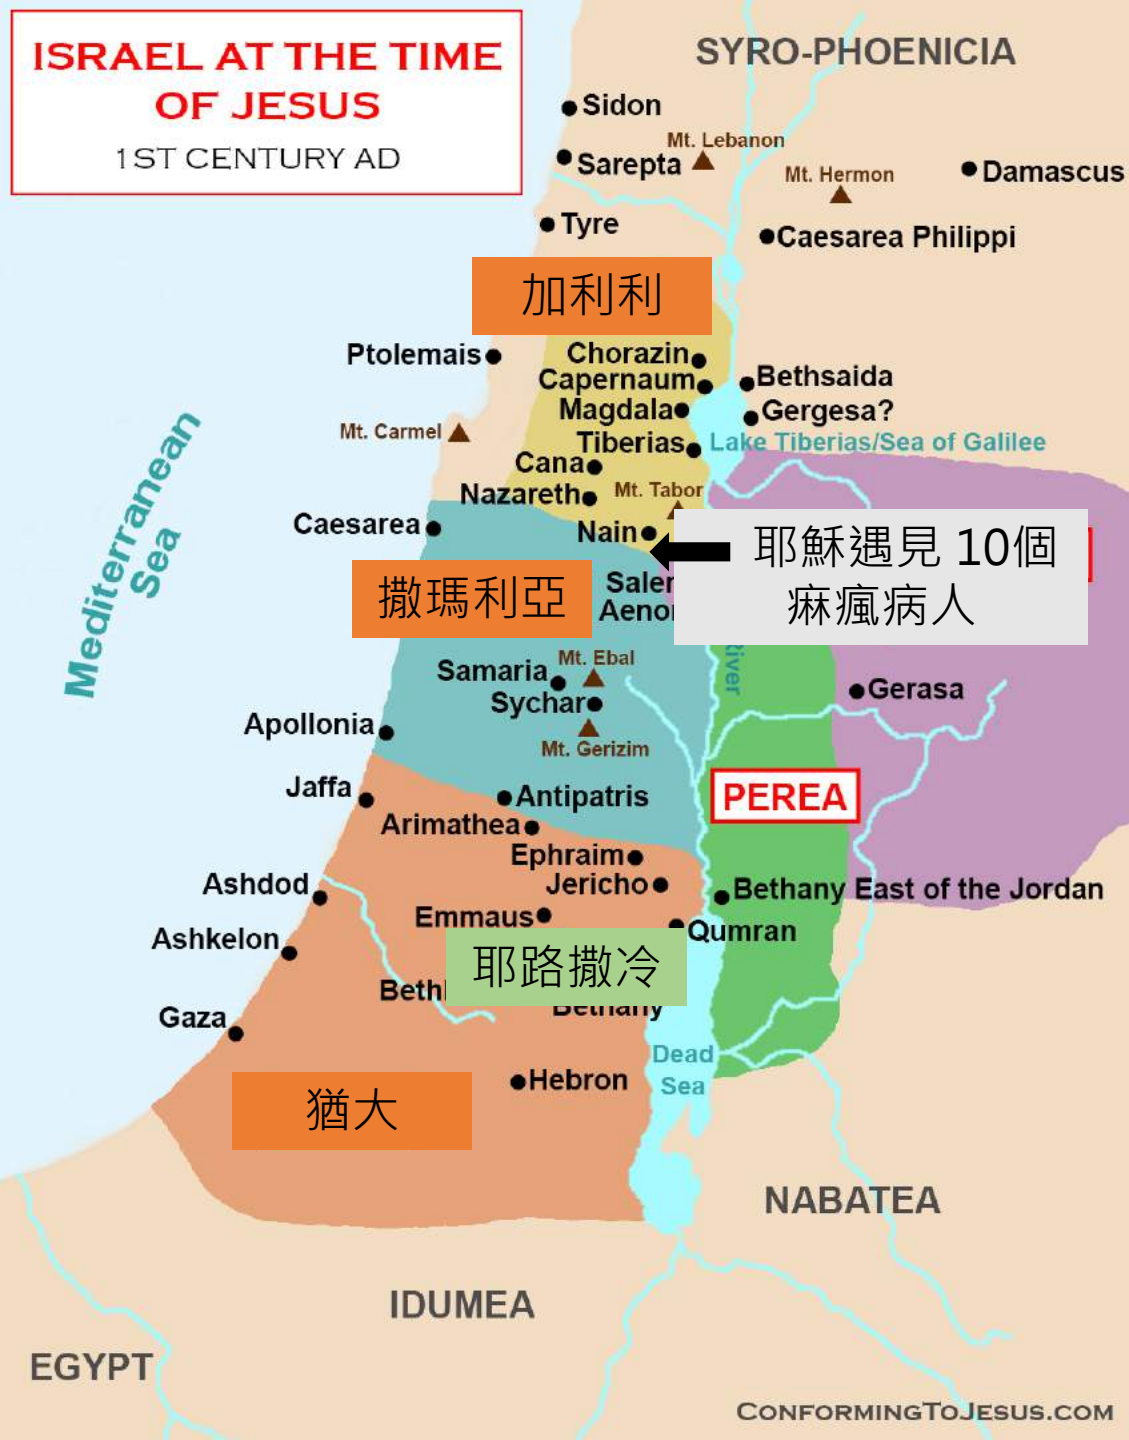 ISRAEL AT THE TIME
OF JESUS
1ST CENTURY AD
SYRO-PHOENICIA
Sidon
Mt. Lebanon
Sarepta
Mt. Hermon
Damascus
Tyre
Caesarea Philippi
加利利
Ptolemais
Chorazin
Capernaum
Bethsaida
Magdala
Gergesa?
Mt. Carmel
Tiberias
Lake Tiberias/Sea of Galilee
Cana
Nazareth
Mt. Tabor
Mediterranean
Sea
Caesarea
Nain
耶穌遇見 10個
痲瘋病人
撒瑪利亞
Samaria
Mt. Ebal
Sychar
Gerasa
Apollonia
Mt. Gerizim
Jaffa
Antipatris
PEREA
Arimathea
Ephraim
Jericho
Ashdod
Bethany East of the Jordan
Emmaus
Qumran
Ashkelon
耶路撒冷
Bethany
Gaza
Dead
Sea
Hebron
猶大
NABATEA
IDUMEA
EGYPT
CONFORMINGTOJESUS.COM